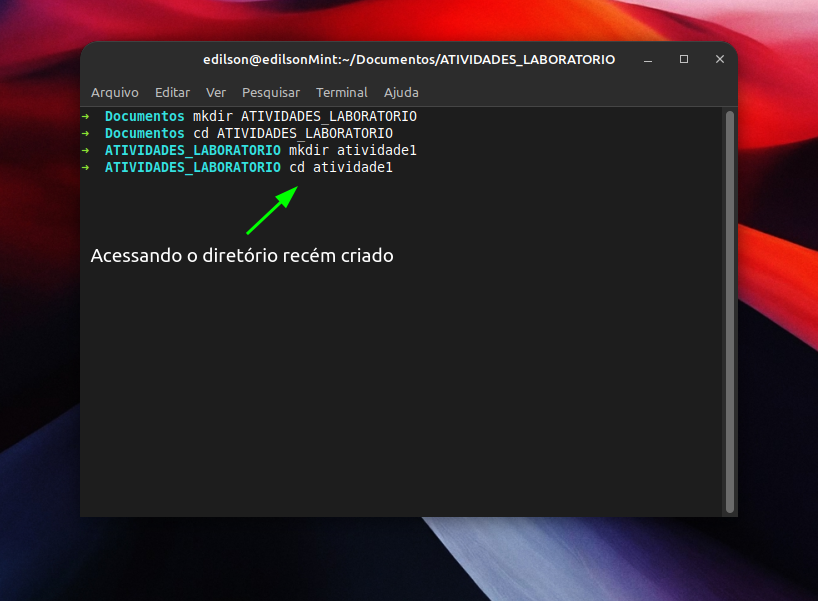 edilson@edilsonMint:~/Documentos/ATIVIDADES_LABORATORIO
Arquivo Editar Ver Pesquisar Terminal Ajuda
→ Documentos mkdir ATIVIDADES_LABORATORIO
→ Documentos cd ATIVIDADES_LABORATORIO
→ ATIVIDADES_LABORATORIO mkdir atividade1
→ ATIVIDADES_LABORATORIO cd atividade1
Acessando o diretório recém criado